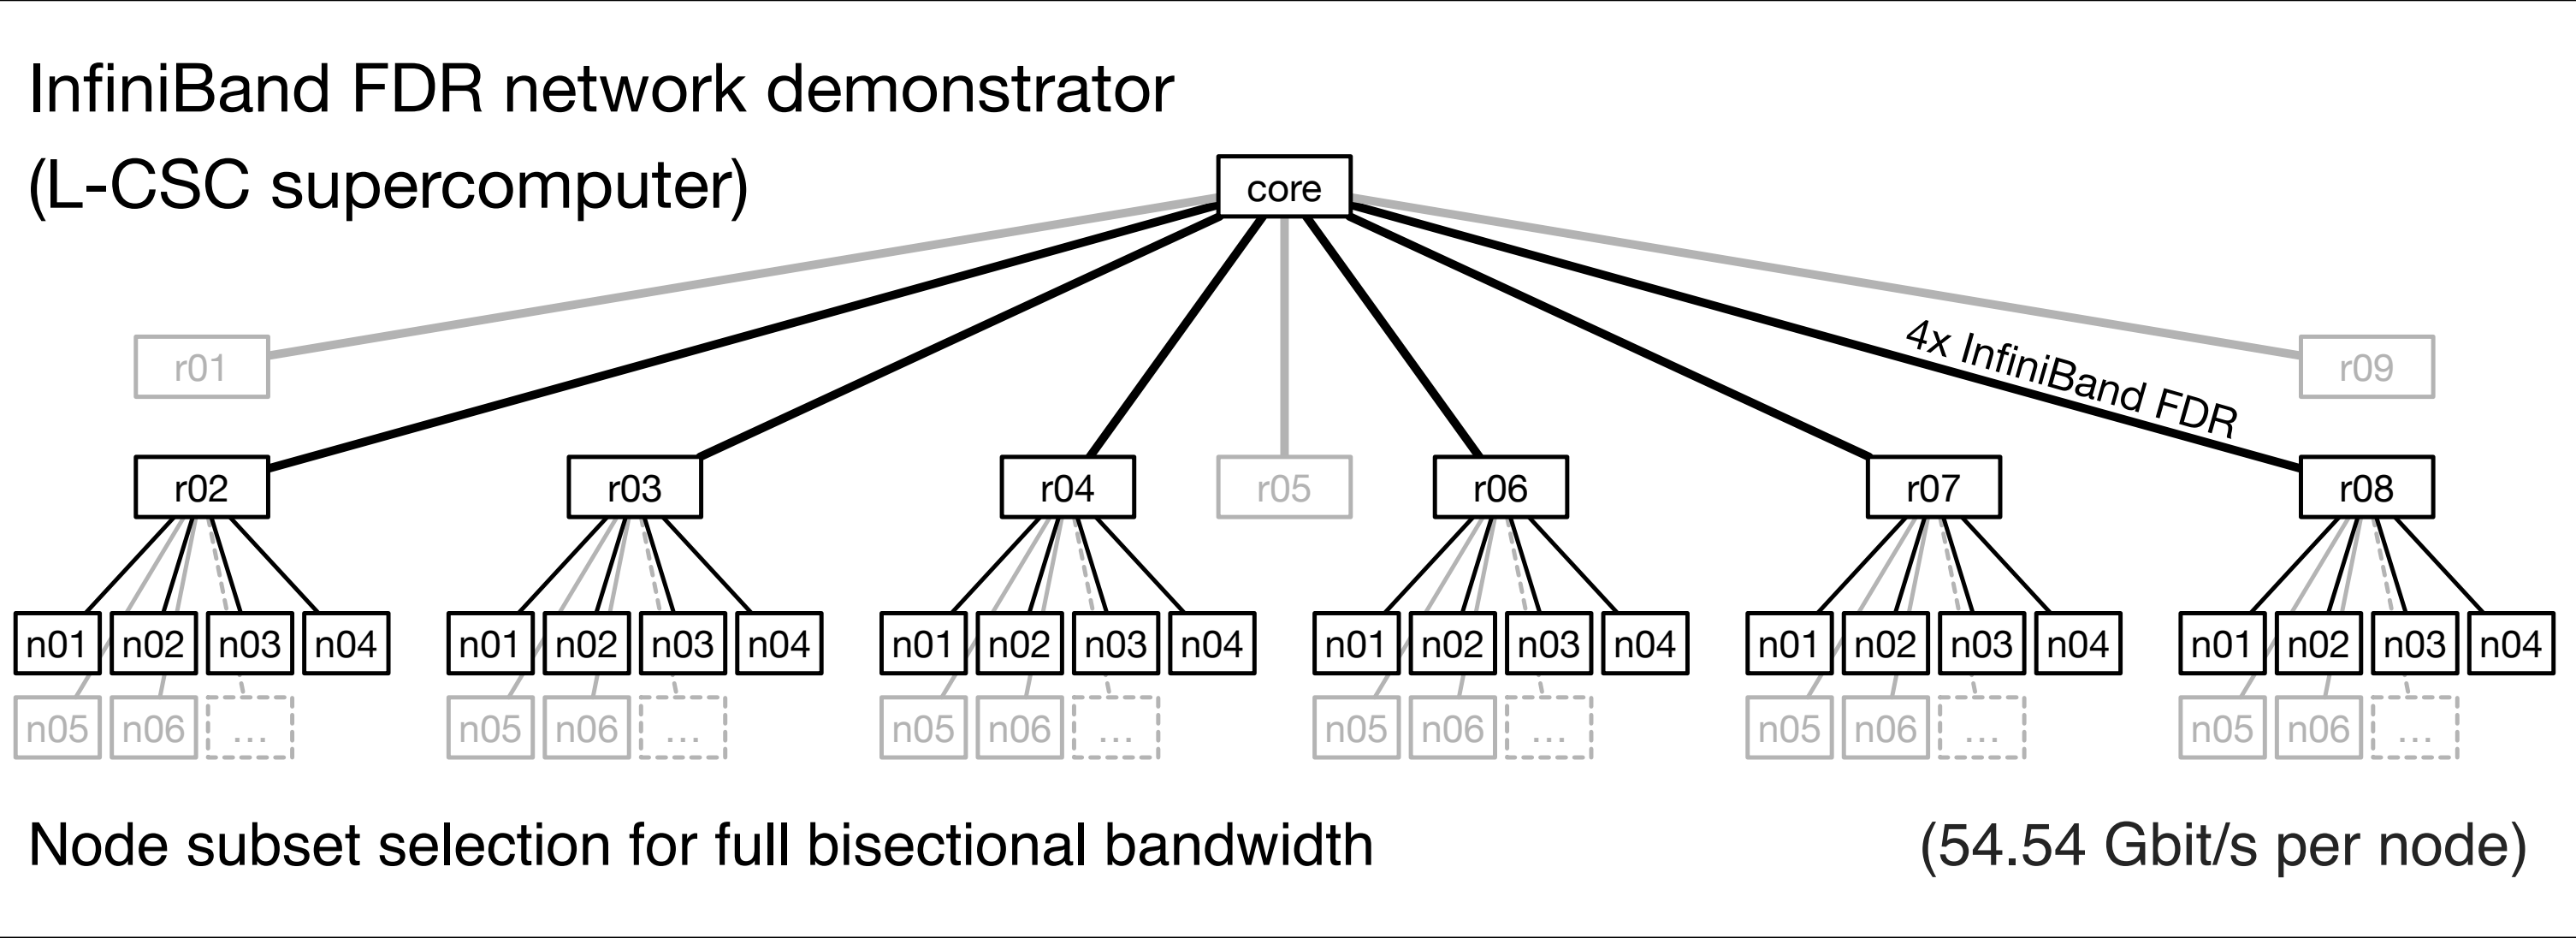 InfiniBand FDR network demonstrator
(L-CSC supercomputer)
core
r01
4x InfiniBand FDR
r09
r02 r03 r04 r05 r06 r07 r08
n01 n02 n03 n04 n01 n02 n03 n04 n01 n02 n03 n04 n01 n02 n03 n04 n01 n02 n03 n04 n01 n02 n03 n04
n05 n06 ... n05 n06 ... n05 n06 ... n05 n06 ... n05 n06 ... n05 n06 ...
Node subset selection for full bisectional bandwidth (54.54 Gbit/s per node)